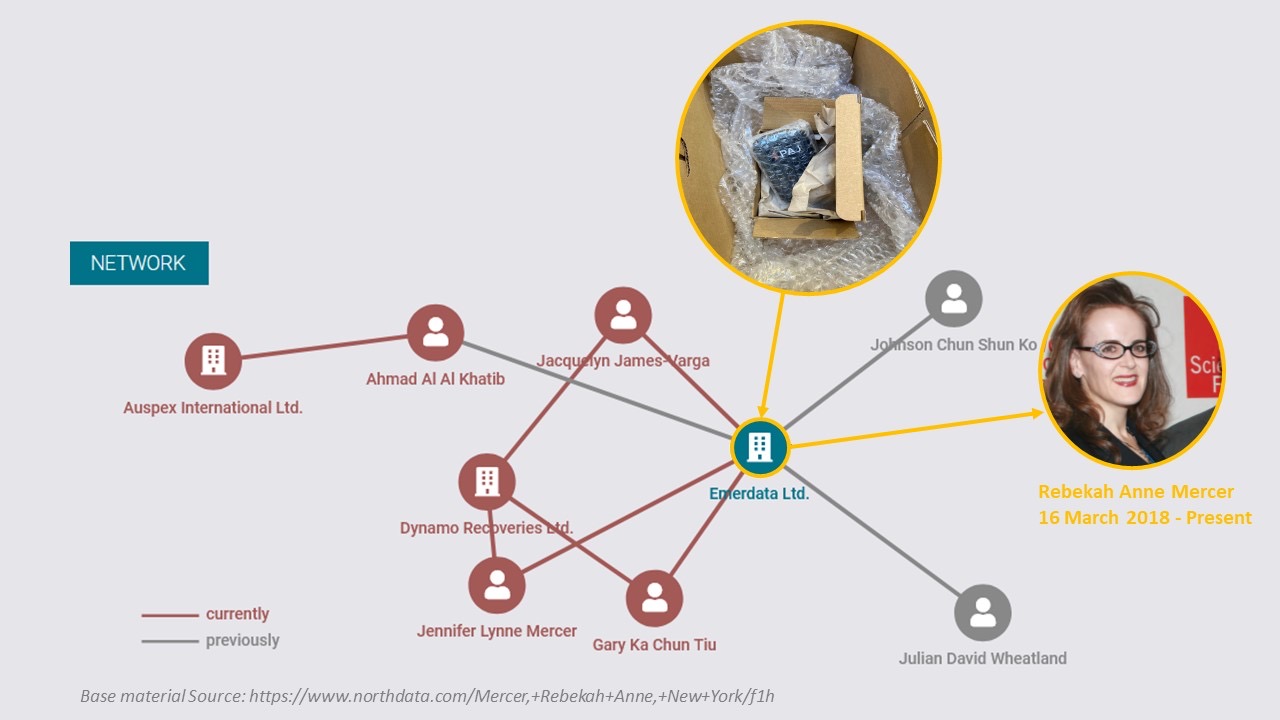 PAJ
NETWORK
Johnson Chun Shun Ko
Jacquelyn James-Varga
Ahmad Al Al Khatib
Auspex International Ltd.
Scie
F
Emerdata Ltd.
Rebekah Anne Mercer
16 March 2018 - Present
Dynamo Recoveries Ltd.
currently
previously
Jennifer Lynne Mercer
Gary Ka Chun Tiu
Julian David Wheatland
Base material Source: https://www.northdata.com/Mercer,+Rebekah+Anne,+New+York/f1h